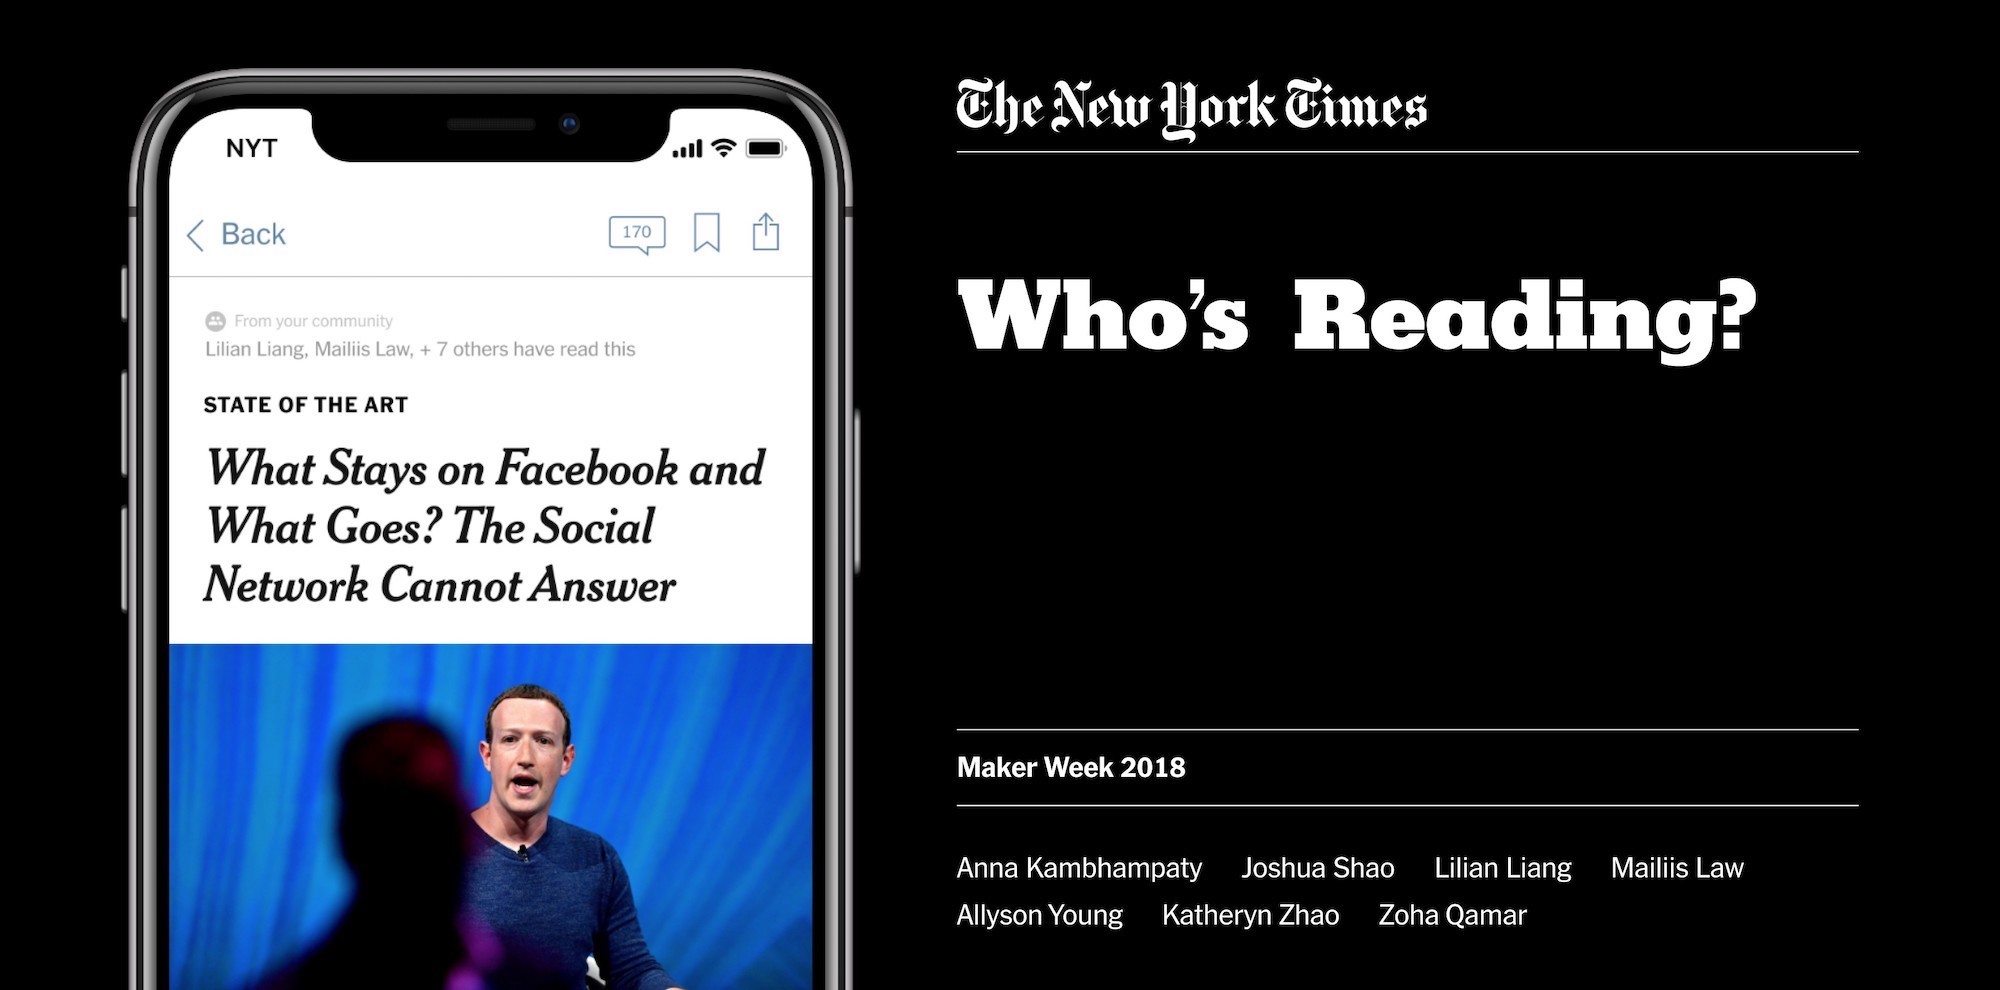 NYT
Back
170
From your community
Lilian Liang, Mailiis Law, + 7 others have read this
STATE OF THE ART
What Stays on Facebook and
What Goes? The Social
Network Cannot Answer
The New York Times
Who's Reading?
Maker Week 2018
Anna Kambhampaty Joshua Shao Lilian Liang Mailiis Law
Allyson Young Katheryn Zhao Zoha Qamar